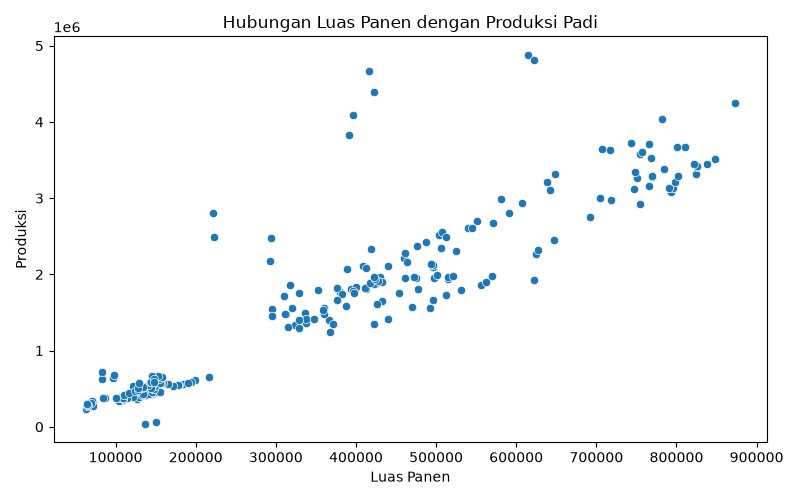 Hubungan Luas Panen dengan Produksi Padi
1e6
5
4
3
2
1
0
Produksi
100000 200000 300000 400000 500000 600000 700000 800000 900000
Luas Panen